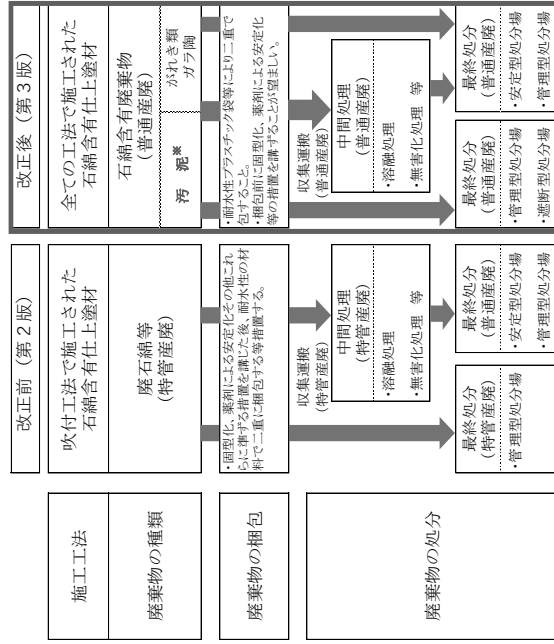 施工工法
廃棄物の種類
廃棄物の梱包
廃棄物の処分
改正前（第２版）
吹付工法で施工された
石綿含有仕上塗材
廃石綿等
(特管産廃)
・固型化、薬剤による安定化その他これ
らに準ずる措置を講じた後、耐水性の材
料で二重に梱包する等措置する。
収集運搬
(特管産廃)
中間処理
(特管産廃)
・溶融処理
・無害化処理　等
最終処分
(特管産廃)
・管理型処分場
最終処分
(普通産廃)
・安定型処分場
・管理型処分場
改正後（第３版）
全ての工法で施工された
石綿含有仕上塗材
石綿含有廃棄物
(普通産廃)
汚　泥※
がれき類
ガラ陶
・耐水性プラスチック袋等により二重で
包すること。
・梱包前に固型化、薬剤による安定化
等の措置を講ずることが望ましい。
収集運搬
(普通産廃)
中間処理
(普通産廃)
・溶融処理
・無害化処理　等
最終処分
(普通産廃)
・管理型処分場
・遮断型処分場
最終処分
(普通産廃)
・安定型処分場
・管理型処分場